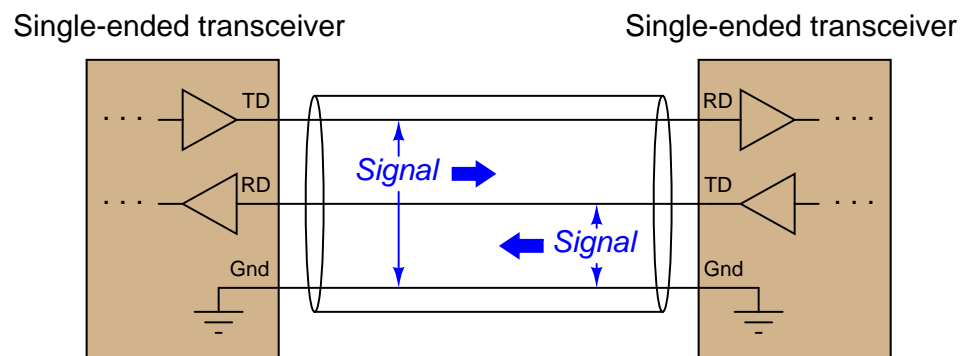 Single-ended transceiver Single-ended transceiver
TD RD
. . . . . .
Signal
RD TD
. . . . . .
Signal
Gnd Gnd